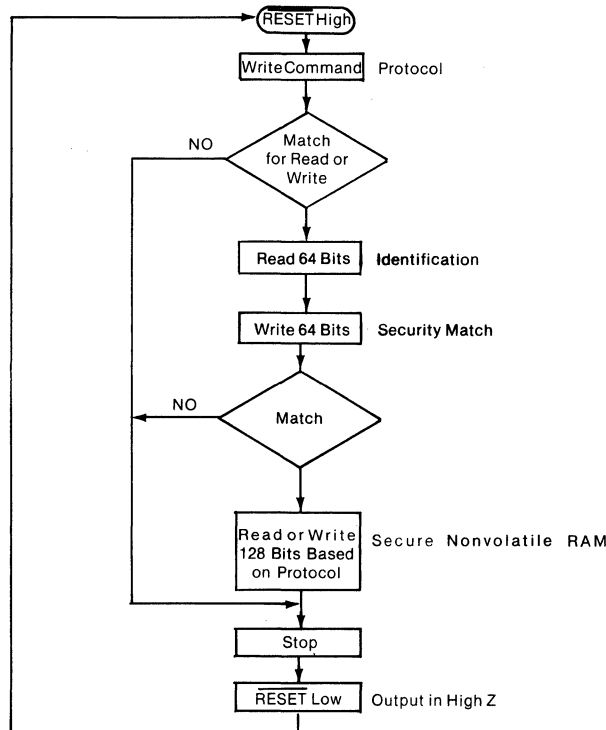 RESET High
Write Command Protocol
Match
for Read or
Write
NO
Read 64 Bits Identification
Write 64 Bits Security Match
NO
Match
Read or Write
128 Bits Based
on Protocol
Secure Nonvolatile RAM
Stop
RESET Low Output in High Z